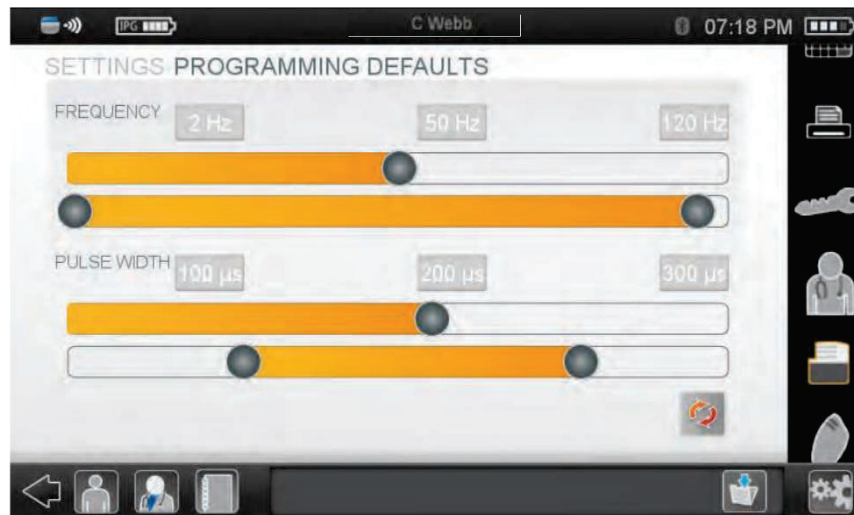 IPG
C Webb
07:18 PM
SETTINGS PROGRAMMING DEFAULTS
FREQUENCY
2 Hz
50 Hz
120 Hz
PULSE WIDTH
100 µs
200 µs
300 µs